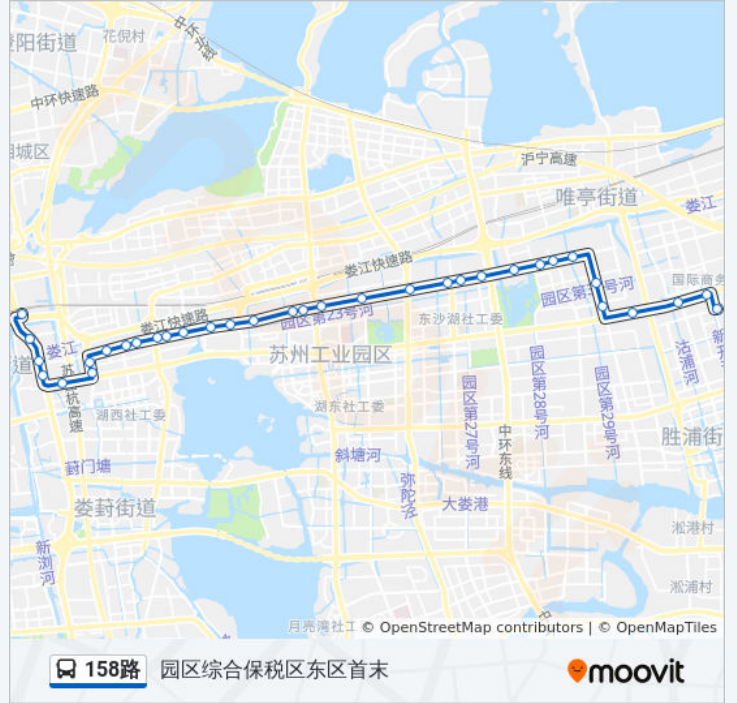 阳街道
花倪村
中环北线
中环快速路
相城区
沪宁高速
唯亭街道
娄江
娄江快速路
国际商务
园区第
号河
娄江快速路
园区第23号河
东沙湖社工委
娄江
道
苏州工业园区
杭高速
湖西社工委
湖东社工委
园区第27号河
园区第28号河
园区第29号河
沽浦河
胜浦街
中环东线
斜塘河
葑门塘
娄葑街道
大娄港
淞港村
新浏河
淞浦村
月亮湾社工
© OpenStreetMap contributors | © OpenMapTiles
158路 园区综合保税区东区首末
moovit